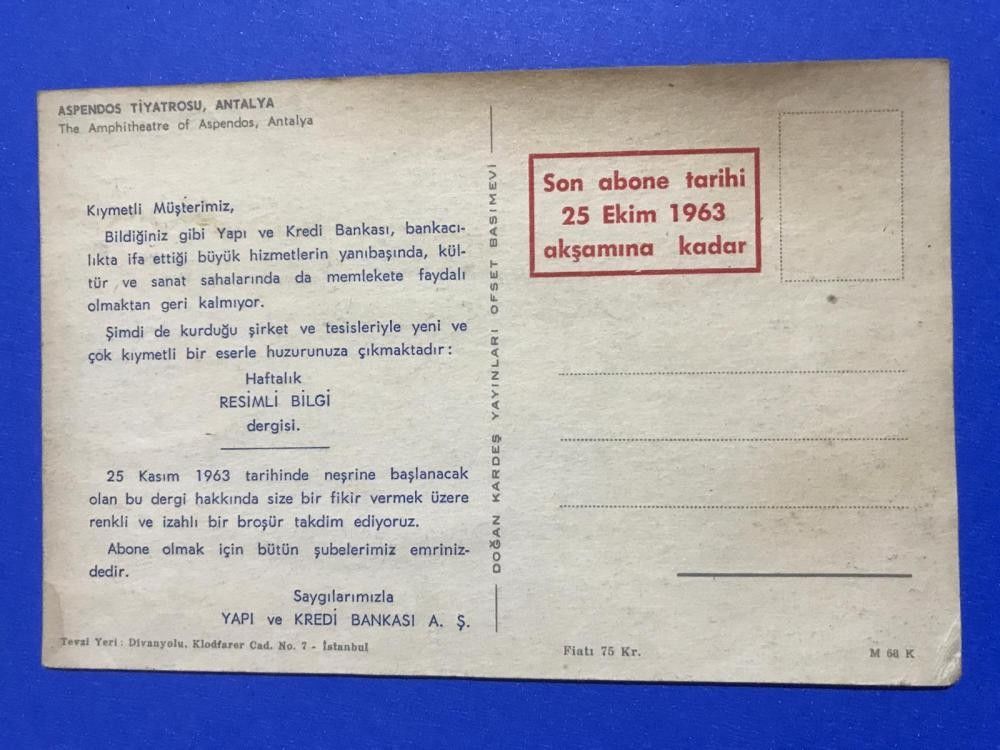 ASPENDOS TİYATROSU, ANTALYA
The Amphitheatre of Aspendos, Antalya
Kıymetli Müşterimiz,
Bildiğiniz gibi Yapı ve Kredi Bankası, bankacı-
lıkta ifa ettiği büyük hizmetlerin yanıbaşında, kül-
tür ve sanat sahalarında da memlekete faydalı
olmaktan geri kalmıyor.
Şimdi de kurduğu şirket ve tesisleriyle yeni ve
çok kıymetli bir eserle huzurunuza çıkmaktadır:
Haftalık
RESİMLİ BİLGİ
dergisi.
25 Kasım 1963 tarihinde neşrine başlanacak
olan bu dergi hakkında size bir fikir vermek üzere
renkli ve izahlı bir broşür takdim ediyoruz.
Abone olmak için bütün şubelerimiz emriniz-
dedir.
Saygılarımızla
YAPI ve KREDİ BANKASI A. Ş.
Tevzi Yeri: Divanyolu, Klodfarer Cad. No. 7 - İstanbul
DOĞAN KARDEŞ YAYINLARI OFSET BASIMEVİ
Son abone tarihi
25 Ekim 1963
akşamına kadar
Fiatı 75 Kr.
M 68 K